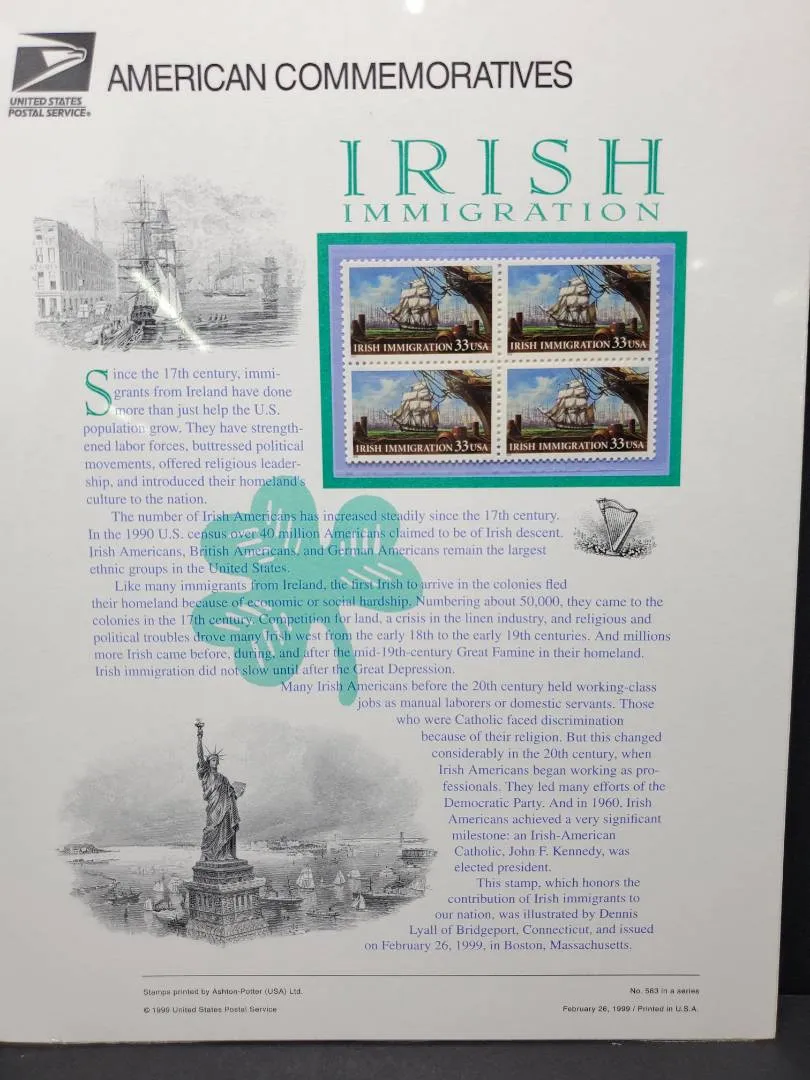 UNITED STATES
POSTAL SERVICE®
AMERICAN COMMEMORATIVES
IRISH
IMMIGRATION
IRISH IMMIGRATION 33 USA
IRISH IMMIGRATION 33 USA
IRISH IMMIGRATION 33 USA
IRISH IMMIGRATION 33 USA
Since the 17th century, immi-
grants from Ireland have done
more than just help the U.S.
population grow. They have strength-
ened labor forces, buttressed political
movements, offered religious leader-
ship, and introduced their homeland's
culture to the nation.
The number of Irish Americans has increased steadily since the 17th century.
In the 1990 U.S. census over 40 million Americans claimed to be of Irish descent.
Irish Americans, British Americans, and German Americans remain the largest
ethnic groups in the United States.
Like many immigrants from Ireland, the first Irish to arrive in the colonies fled
their homeland because of economic or social hardship. Numbering about 50,000, they came to the
colonies in the 17th century. Competition for land, a crisis in the linen industry, and religious and
political troubles drove many Irish west from the early 18th to the early 19th centuries. And millions
more Irish came before, during, and after the mid-19th-century Great Famine in their homeland.
Irish immigration did not slow until after the Great Depression.
Many Irish Americans before the 20th century held working-class
jobs as manual laborers or domestic servants. Those
who were Catholic faced discrimination
because of their religion. But this changed
considerably in the 20th century, when
Irish Americans began working as pro-
fessionals. They led many efforts of the
Democratic Party. And in 1960, Irish
Americans achieved a very significant
milestone: an Irish-American
Catholic, John F. Kennedy, was
elected president.
This stamp, which honors the
contribution of Irish immigrants to
our nation, was illustrated by Dennis
Lyall of Bridgeport, Connecticut, and issued
on February 26, 1999, in Boston, Massachusetts.
Stamps printed by Ashton-Potter (USA) Ltd.
No. 563 in a series
© 1999 United States Postal Service
February 26, 1999 / Printed in U.S.A.